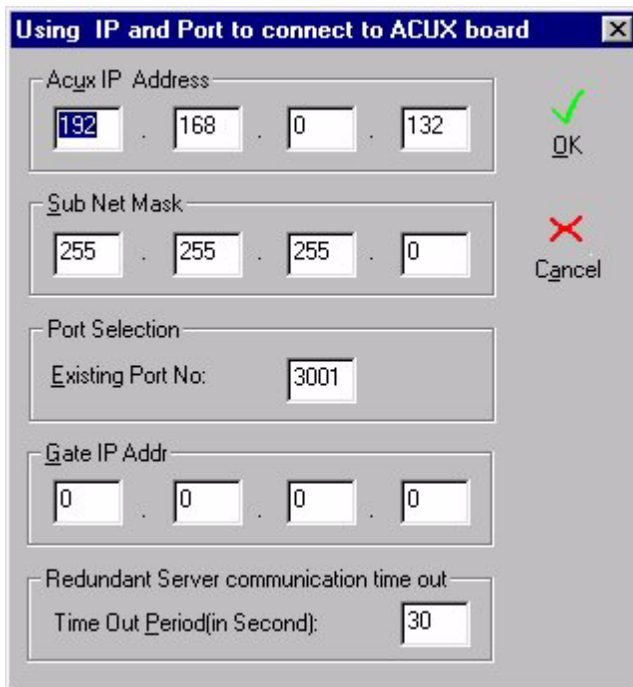 Using IP and Port to connect to ACUX board
Acux IP Address
192 . 168 . 0 . 132
OK
Sub Net Mask
255 . 255 . 255 . 0
Cancel
Port Selection
Existing Port No: 3001
Gate IP Addr
0 . 0 . 0 . 0
Redundant Server communication time out
Time Out Period(in Second): 30